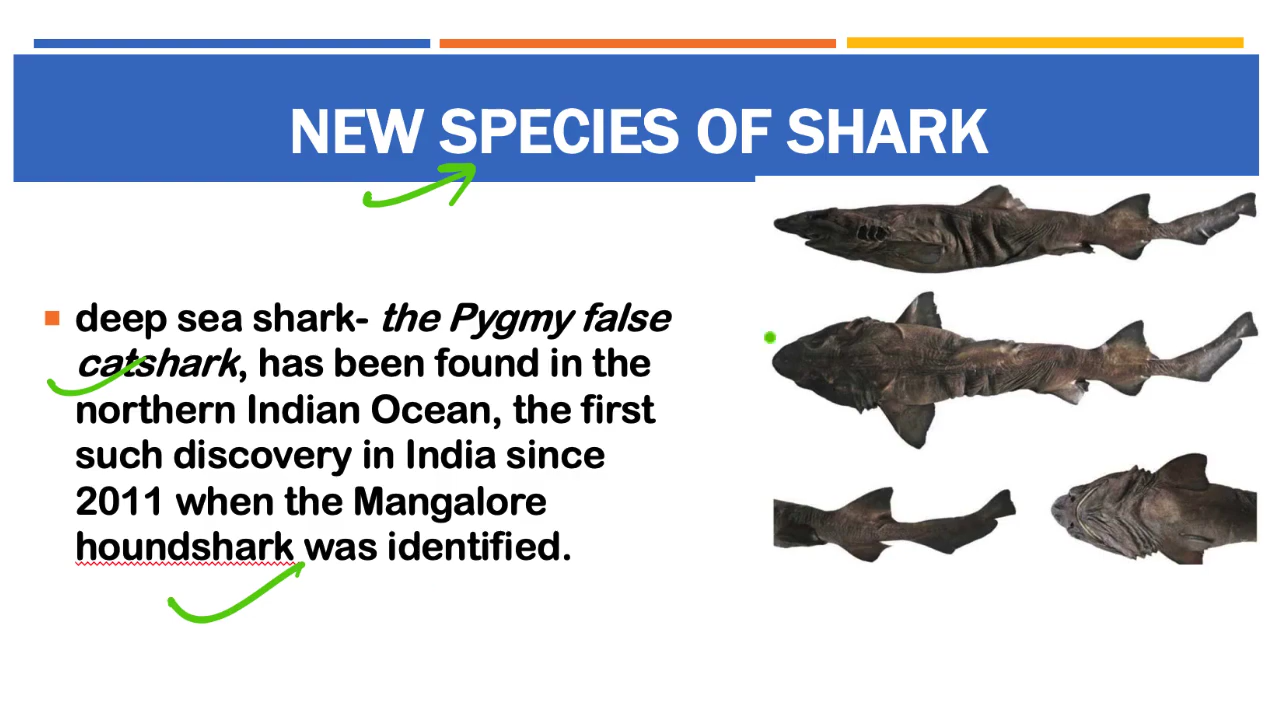 NEW SPECIES OF SHARK
deep sea shark- the Pygmy false
catshark, has been found in the
northern Indian Ocean, the first
such discovery in India since
2011 when the Mangalore
houndshark was identified.